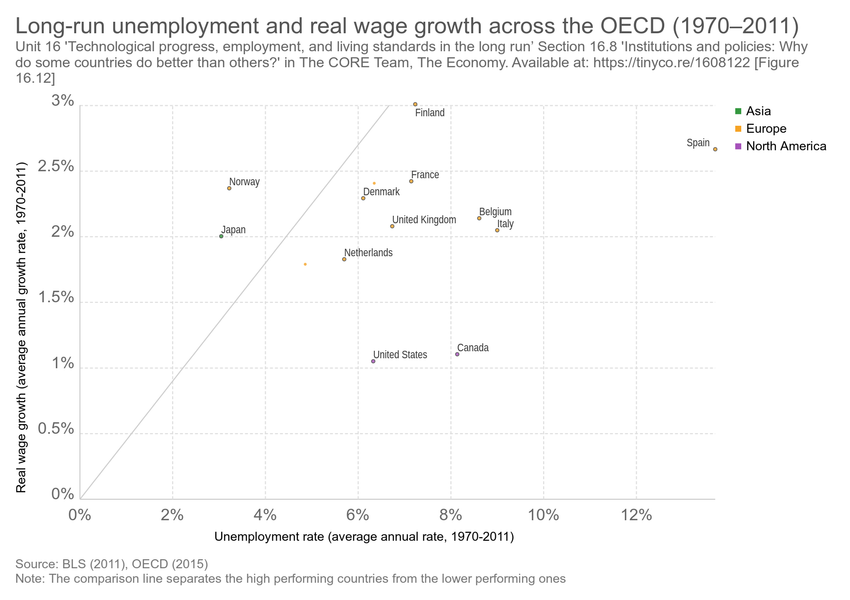 Long-run unemployment and real wage growth across the OECD (1970–2011)
Unit 16 'Technological progress, employment, and living standards in the long run' Section 16.8 'Institutions and policies: Why
do some countries do better than others?' in The CORE Team, The Economy. Available at: https://tinyco.re/1608122 [Figure
16.12]
3%
2.5%
2%
1.5%
1%
0.5%
0%
Real wage growth (average annual growth rate, 1970-2011)
Finland
Spain
Norway
France
Denmark
Japan
United Kingdom
Belgium
Italy
Netherlands
United States
Canada
Asia
Europe
North America
0%
2%
4%
6%
8%
10%
12%
Unemployment rate (average annual rate, 1970-2011)
Source: BLS (2011), OECD (2015)
Note: The comparison line separates the high performing countries from the lower performing ones